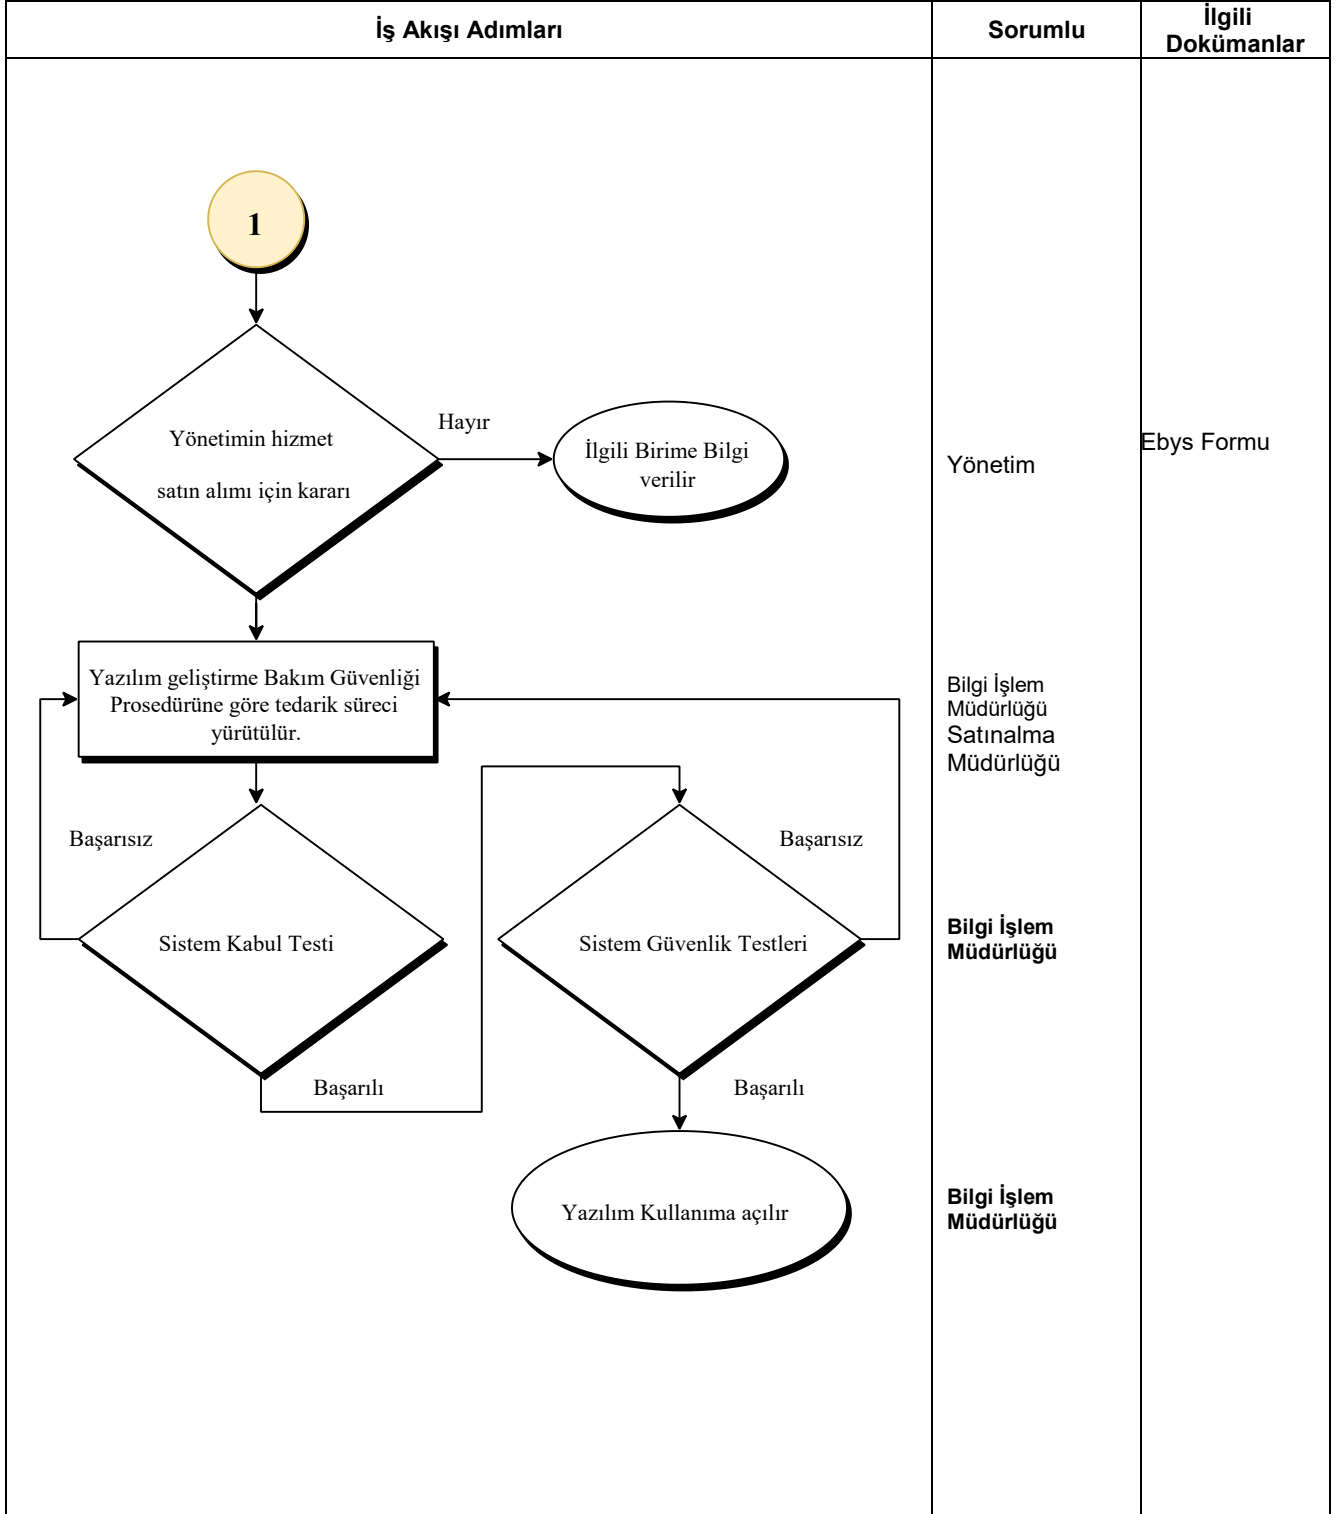 İş Akışı Adımları
Sorumlu
İlgili
Dokümanlar
1
Yönetimin hizmet
satın alımı için kararı
Hayır
İlgili Birime Bilgi
verilir
Yönetim
Ebys Formu
Yazılım geliştirme Bakım Güvenliği
Prosedürüne göre tedarik süreci
yürütülür.
Bilgi İşlem
Müdürlüğü
Satınalma
Müdürlüğü
Başarısız
Başarısız
Sistem Kabul Testi
Sistem Güvenlik Testleri
Bilgi İşlem
Müdürlüğü
Başarılı
Başarılı
Yazılım Kullanıma açılır
Bilgi İşlem
Müdürlüğü